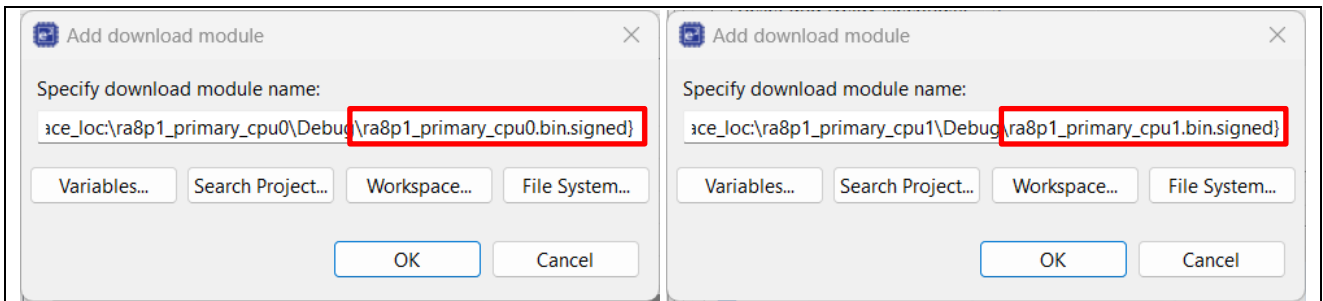 Add download module
Specify download module name:
ace_loc:\ra8p1_primary_cpu0\Debug\ra8p1_primary_cpu0.bin.signed}
Variables...
Search Project...
Workspace...
File System...
OK
Cancel
Add download module
Specify download module name:
ace_loc:\ra8p1_primary_cpu1\Debug\ra8p1_primary_cpu1.bin.signed}
Variables...
Search Project...
Workspace...
File System...
OK
Cancel